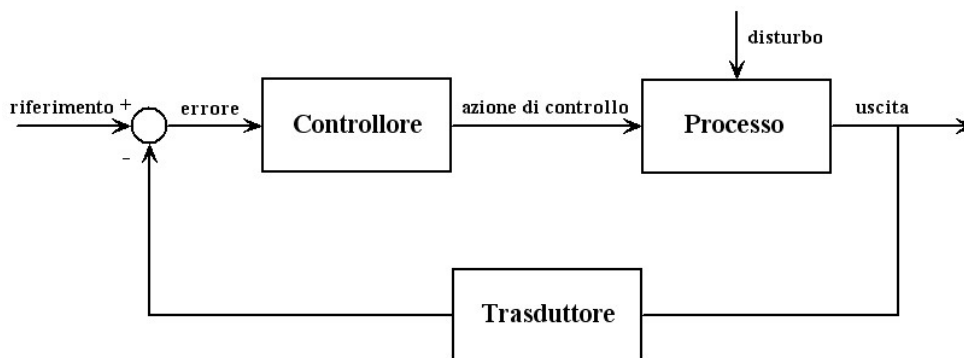 disturbo
riferimento +
errore
Controllore
azione di controllo
Processo
uscita
-
Trasduttore